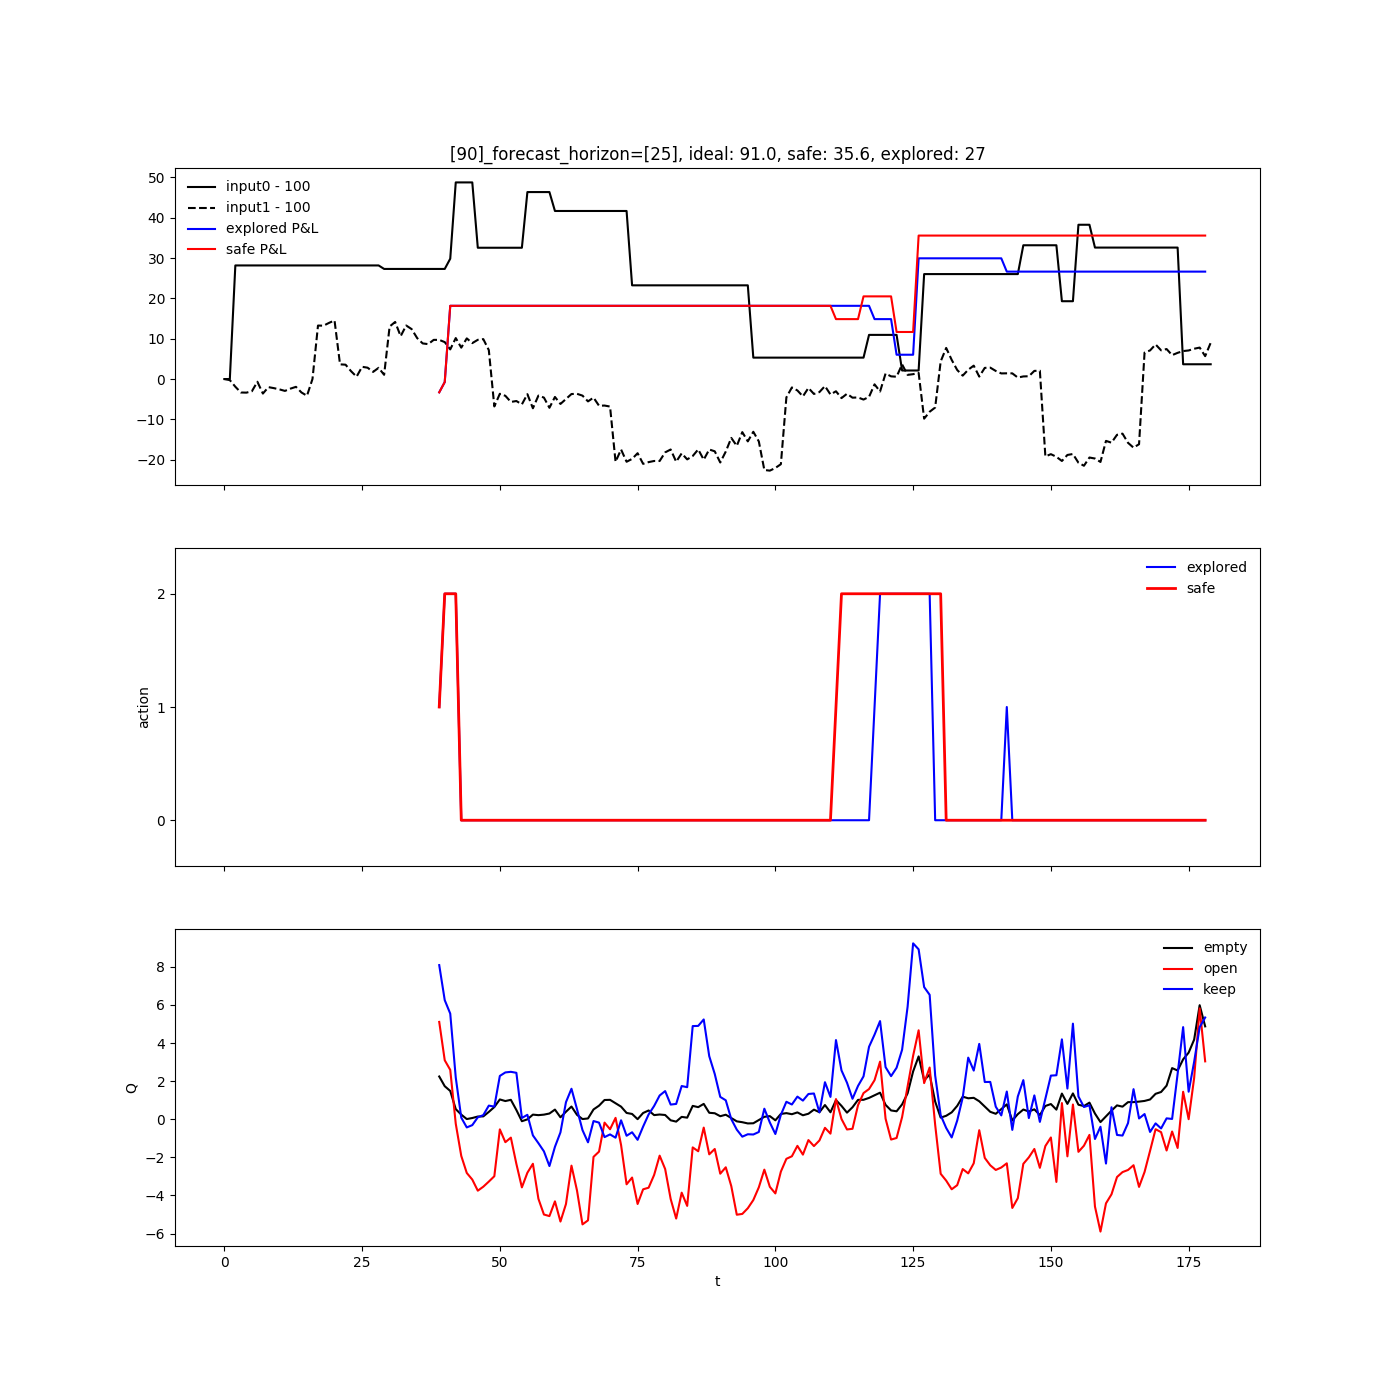 [90]_forecast_horizon=[25], ideal: 91.0, safe: 35.6, explored: 27
50
40
30
20
10
0
−10
−20
input0 - 100
input1 - 100
explored P&L
safe P&L
action
2
1
0
explored
safe
Q
8
6
4
2
0
−2
−4
−6
empty
open
keep
0 25 50 75 100 125 150 175
t